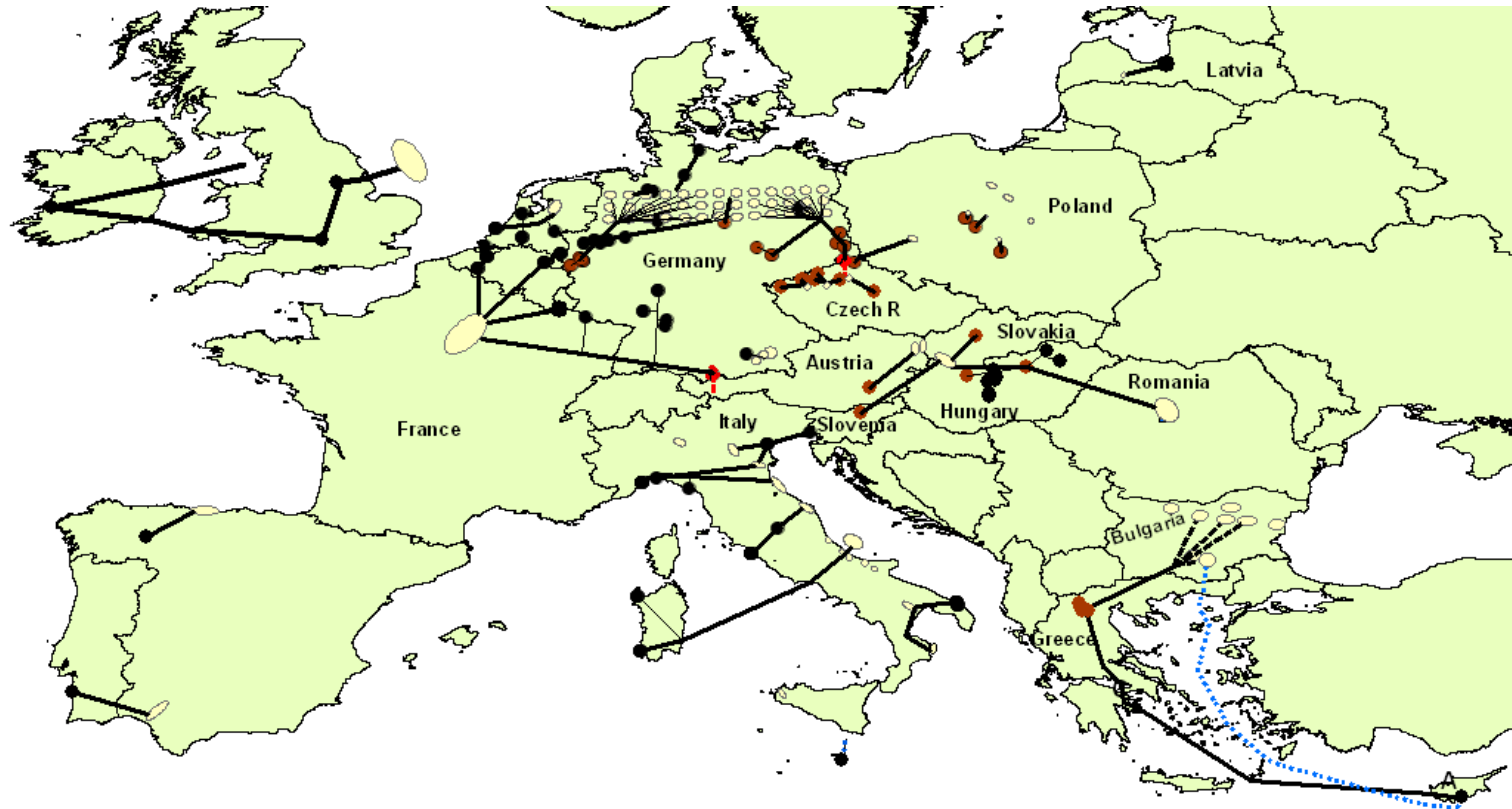 Latvia
Poland
Germany
Czech R
Slovakia
Austria
Romania
Hungary
Italy
Slovenia
France
Bulgaria
Greece
A